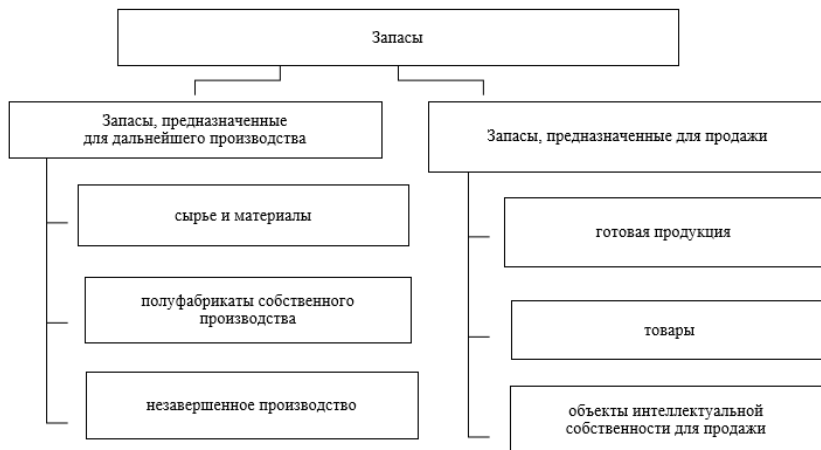 Запасы
Запасы, предназначенные
для дальнейшего производства
сырье и материалы
полуфабрикаты собственного
производства
незавершенное производство
Запасы, предназначенные для продажи
готовая продукция
товары
объекты интеллектуальной
собственности для продажи